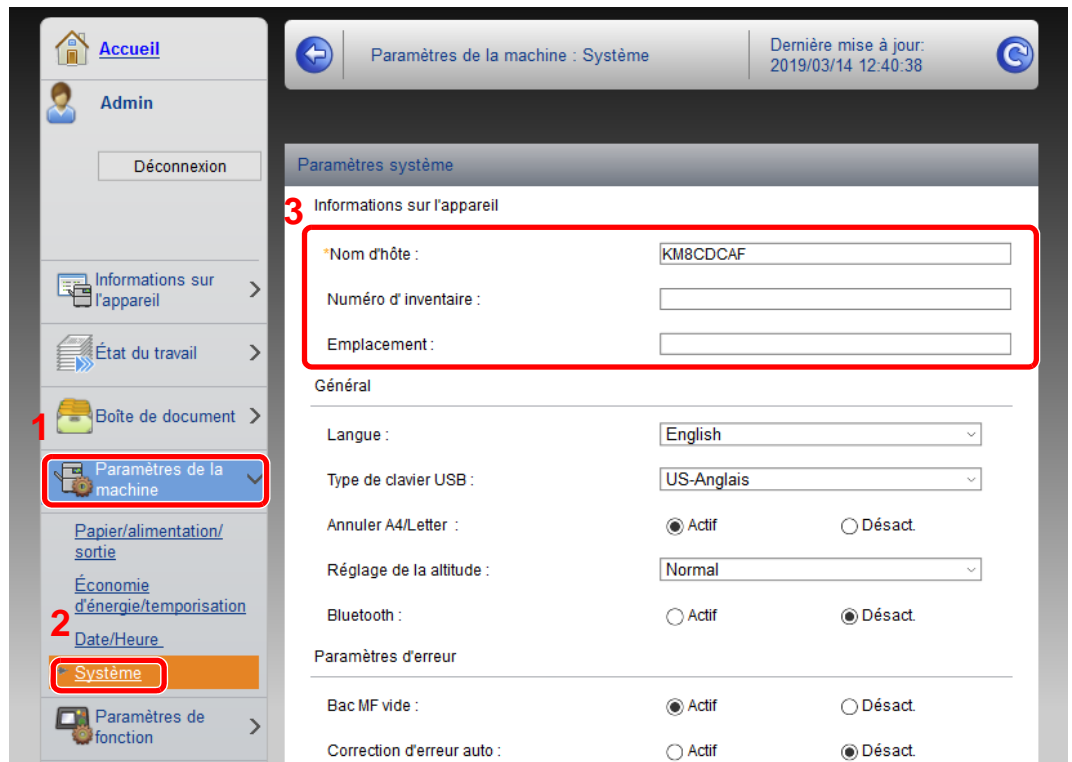 Accueil
Admin
Déconnexion
Informations sur
l'appareil
État du travail
1
Boîte de document
Paramètres de la
machine
Papier/alimentation/
sortie
Économie
d'énergie/temporisation
2
Date/Heure
Système
Paramètres de
fonction
Paramètres de la machine : Système
Dernière mise à jour:
2019/03/14 12:40:38
Paramètres système
3
Informations sur l'appareil
*Nom d'hôte : KM8CDCAF
Numéro d' inventaire :
Emplacement :
Général
Langue : English
Type de clavier USB : US-Anglais
Annuler A4/Letter : Actif Désact.
Réglage de la altitude : Normal
Bluetooth : Actif Désact.
Paramètres d'erreur
Bac MF vide : Actif Désact.
Correction d'erreur auto : Actif Désact.